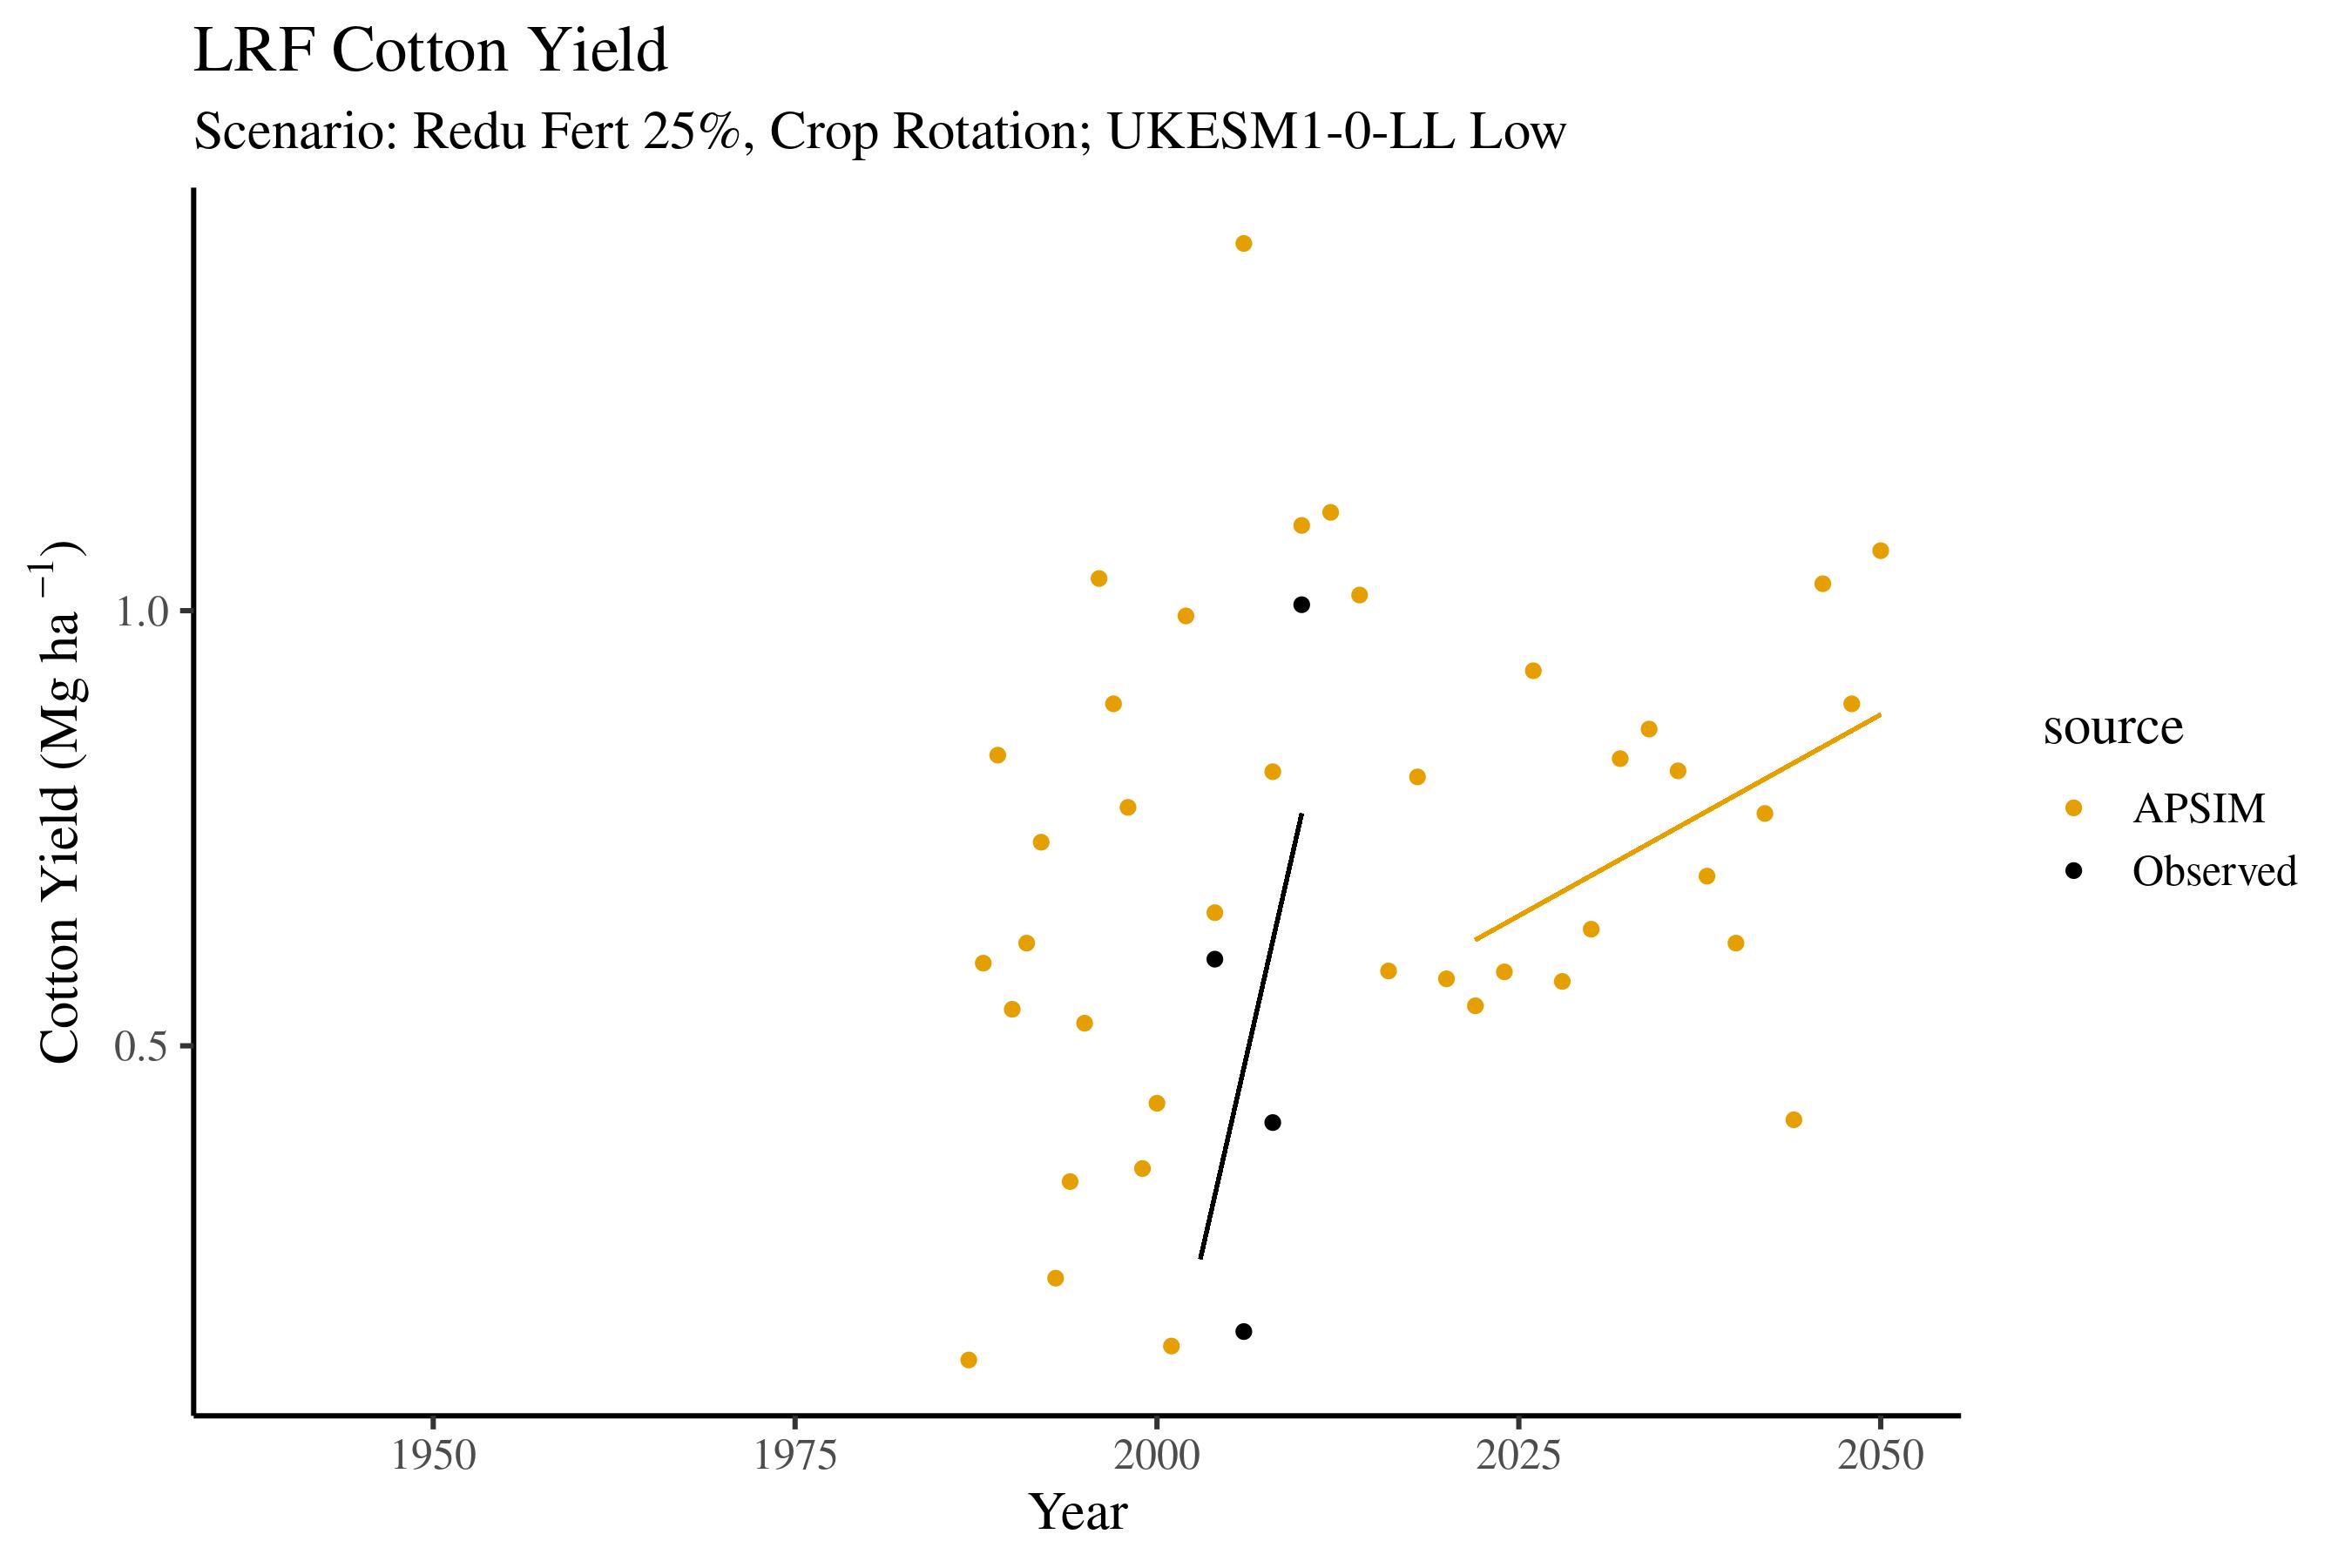 LRF Cotton Yield
Scenario: Redu Fert 25%, Crop Rotation; UKESM1-0-LL Low
Cotton Yield (Mg ha⁻¹)
1.0
0.5
1950 1975 2000 2025 2050
Year
source
APSIM
Observed